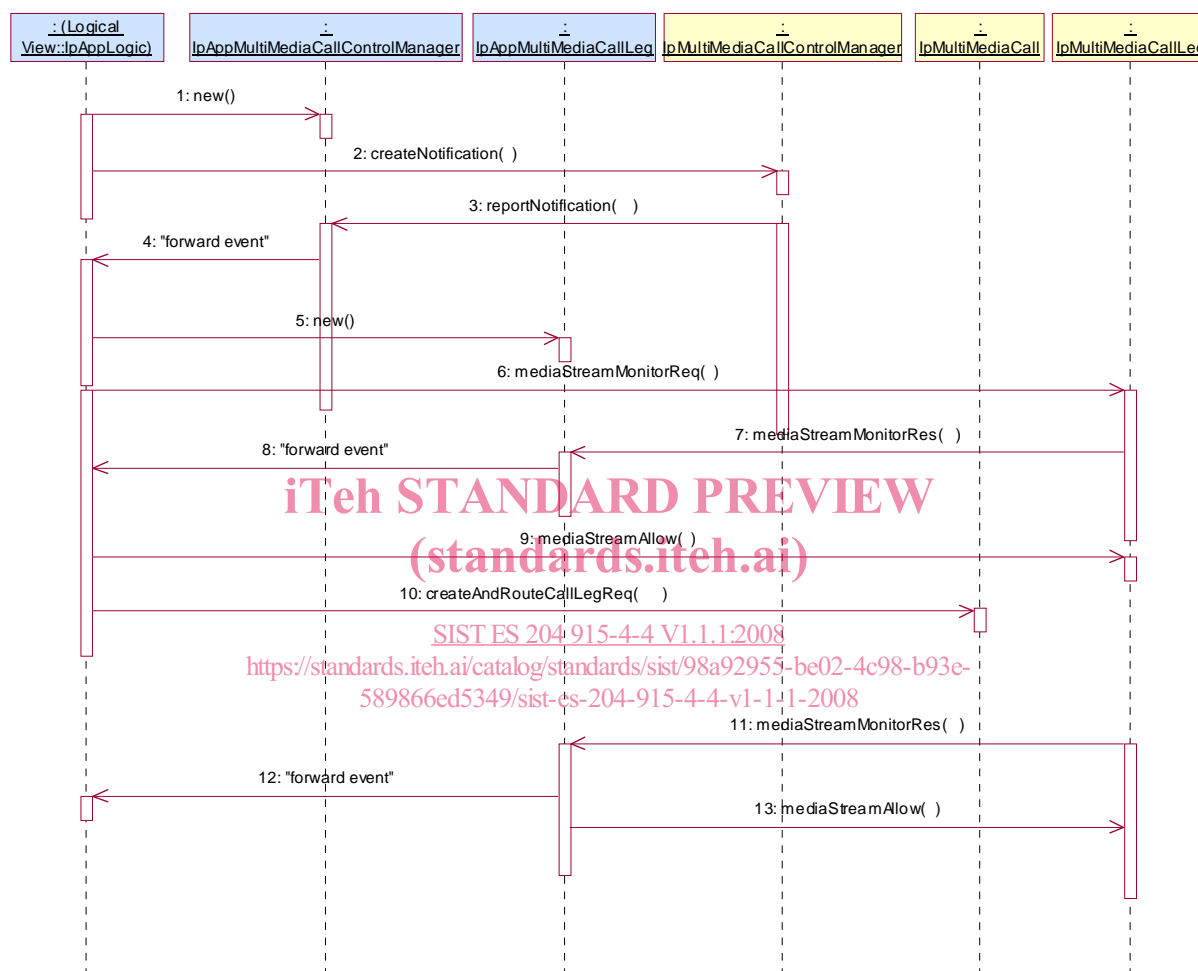 : (Logical
View::IpAppLogic)
:
IpAppMultiMediaCallControlManager
:
IpAppMultiMediaCallLeg
:
IpMultiMediaCallControlManager
:
IpMultiMediaCall
:
IpMultiMediaCallLeg
1: new()
2: createNotification( )
3: reportNotification( )
4: "forward event"
5: new()
6: mediaStreamMonitorReq( )
7: mediaStreamMonitorRes( )
8: "forward event"
iTeh STANDARD PREVIEW
9: mediaStreamAllow( )
(standards.iteh.ai)
10: createAndRouteCallLegReq( )
SIST ES 204 915-4-4 V1.1.1:2008
https://standards.iteh.ai/catalog/standards/sist/98a92955-be02-4c98-b93e-
589866ed5349/sist-es-204-915-4-4-v1-1-1-2008
11: mediaStreamMonitorRes( )
12: "forward event"
13: mediaStreamAllow( )